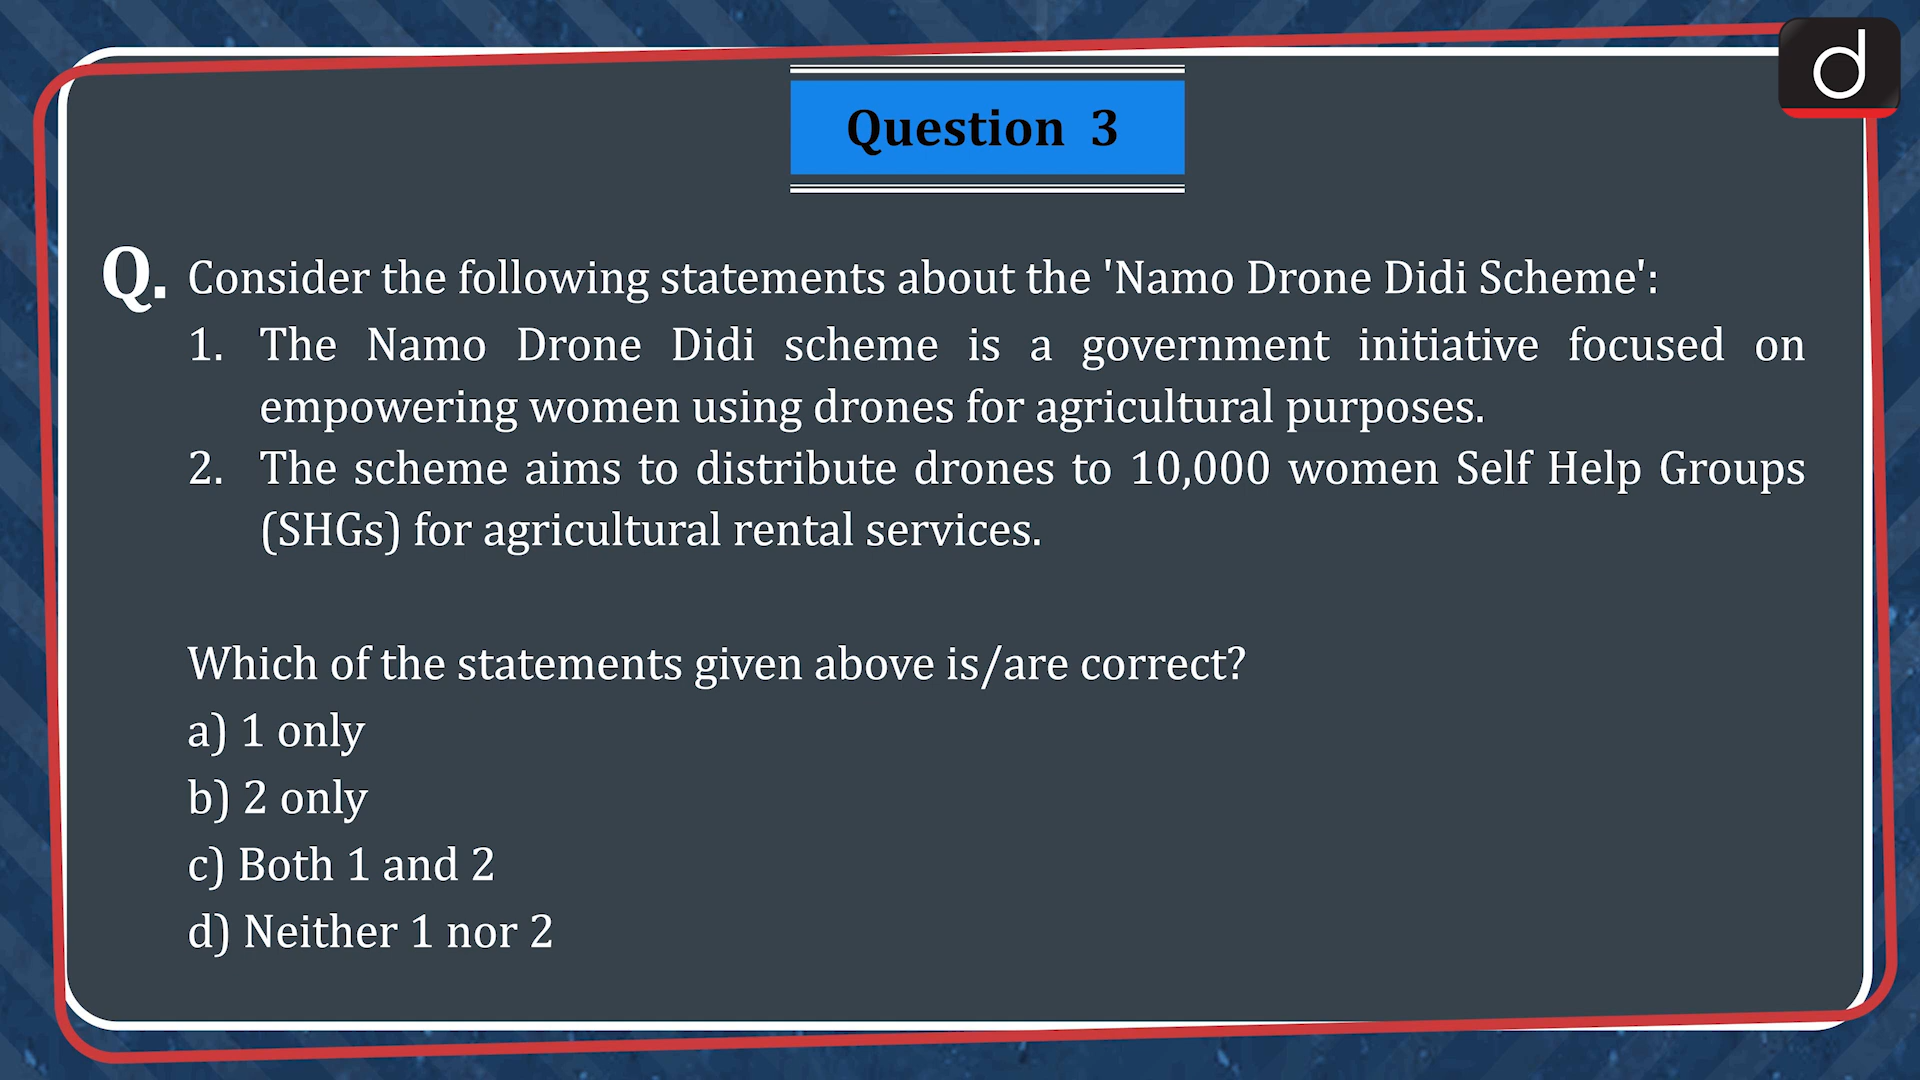 d
Question 3
Q. Consider the following statements about the 'Namo Drone Didi Scheme':
1. The Namo Drone Didi scheme is a government initiative focused on
empowering women using drones for agricultural purposes.
2. The scheme aims to distribute drones to 10,000 women Self Help Groups
(SHGs) for agricultural rental services.
Which of the statements given above is/are correct?
a) 1 only
b) 2 only
c) Both 1 and 2
d) Neither 1 nor 2